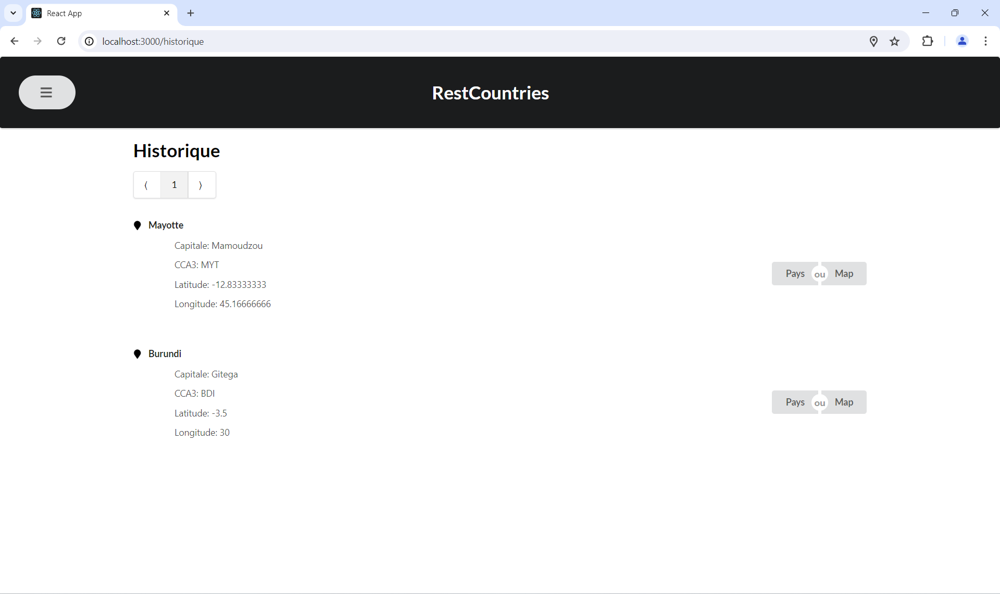 React App
localhost:3000/historique
RestCountries
Historique
⟨ 1 ⟩
Mayotte
Capitale: Mamoudzou
CCA3: MYT
Latitude: -12.83333333
Longitude: 45.16666666
Pays ou Map
Burundi
Capitale: Gitega
CCA3: BDI
Latitude: -3.5
Longitude: 30
Pays ou Map